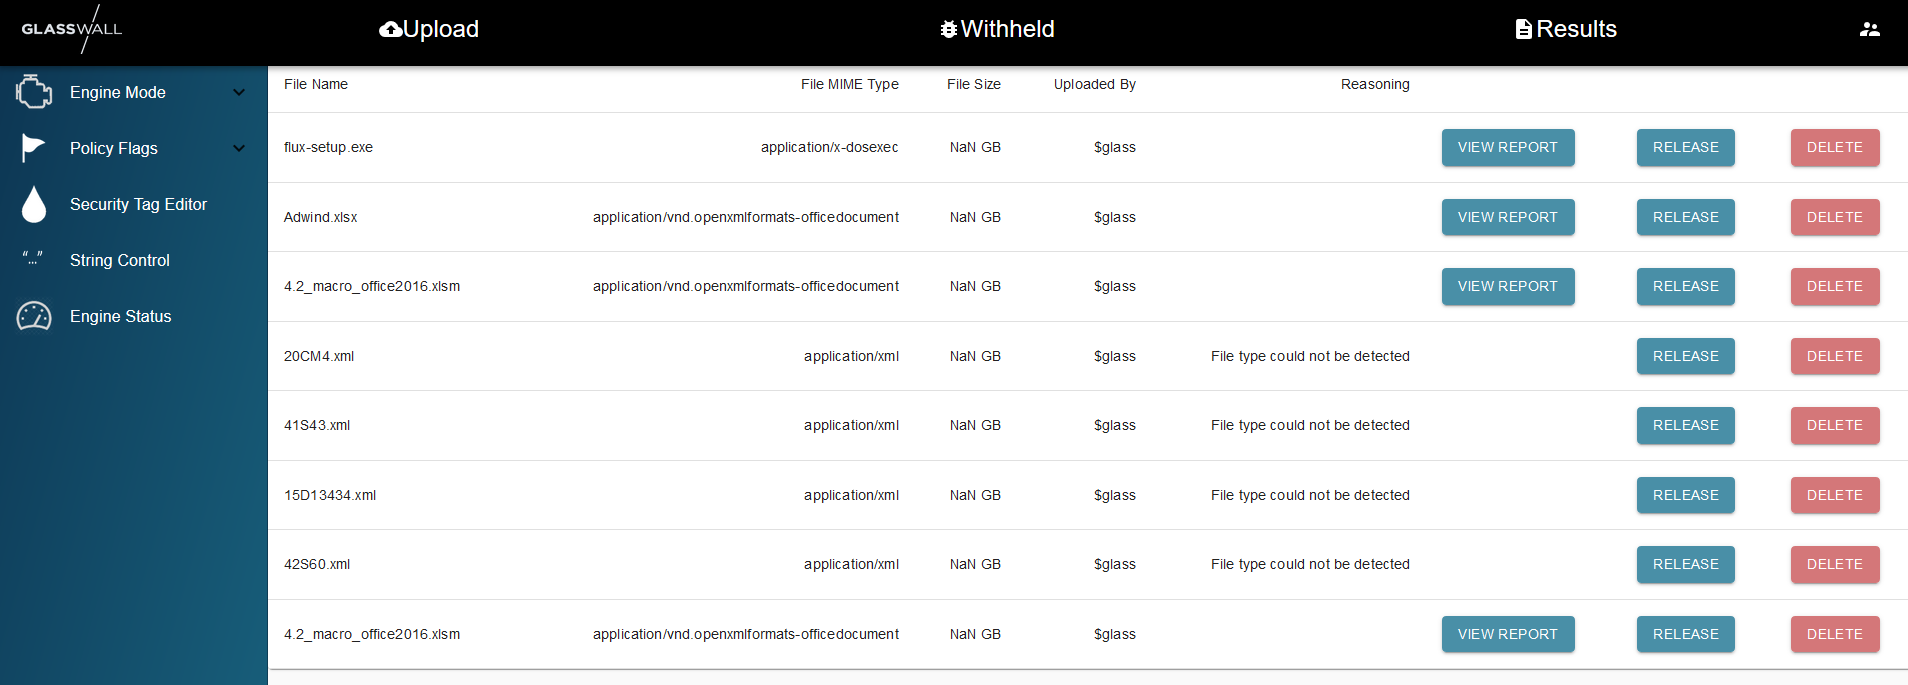 GLASSWALL
Upload
Withheld
Results
Engine Mode
Policy Flags
Security Tag Editor
"..." String Control
Engine Status
File Name File MIME Type File Size Uploaded By Reasoning
flux-setup.exe application/x-dosexec NaN GB $glass VIEW REPORT RELEASE DELETE
Adwind.xlsx application/vnd.openxmlformats-officedocument NaN GB $glass VIEW REPORT RELEASE DELETE
4.2_macro_office2016.xlsm application/vnd.openxmlformats-officedocument NaN GB $glass VIEW REPORT RELEASE DELETE
20CM4.xml application/xml NaN GB $glass File type could not be detected RELEASE DELETE
41S43.xml application/xml NaN GB $glass File type could not be detected RELEASE DELETE
15D13434.xml application/xml NaN GB $glass File type could not be detected RELEASE DELETE
42S60.xml application/xml NaN GB $glass File type could not be detected RELEASE DELETE
4.2_macro_office2016.xlsm application/vnd.openxmlformats-officedocument NaN GB $glass VIEW REPORT RELEASE DELETE